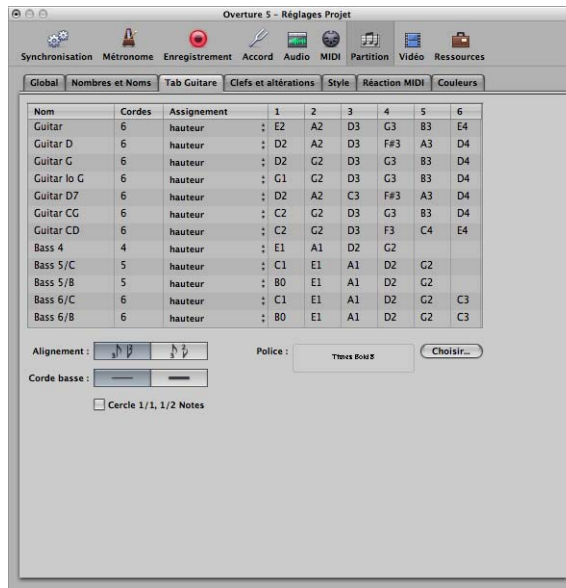 Overture 5 - Réglages Projet
Synchronisation Métronome Enregistrement Accord Audio MIDI Partition Vidéo Ressources
Global Nombres et Noms Tab Guitare Clefs et altérations Style Réaction MIDI Couleurs
Nom Cordes Assignement 1 2 3 4 5 6
Guitar 6 hauteur E2 A2 D3 G3 B3 E4
Guitar D 6 hauteur D2 A2 D3 F#3 A3 D4
Guitar G 6 hauteur D2 G2 D3 G3 B3 D4
Guitar lo G 6 hauteur G1 G2 D3 G3 B3 D4
Guitar D7 6 hauteur D2 A2 C3 F#3 A3 D4
Guitar CG 6 hauteur C2 G2 D3 G3 B3 D4
Guitar CD 6 hauteur C2 G2 D3 F3 C4 E4
Bass 4 4 hauteur E1 A1 D2 G2
Bass 5/C 5 hauteur C1 E1 A1 D2 G2
Bass 5/B 5 hauteur B0 E1 A1 D2 G2
Bass 6/C 6 hauteur C1 E1 A1 D2 G2 C3
Bass 6/B 6 hauteur B0 E1 A1 D2 G2 C3
Alignement : 3 3 Police : Times Bold 8 Choisir...
Corde basse :
Cercle 1/1, 1/2 Notes